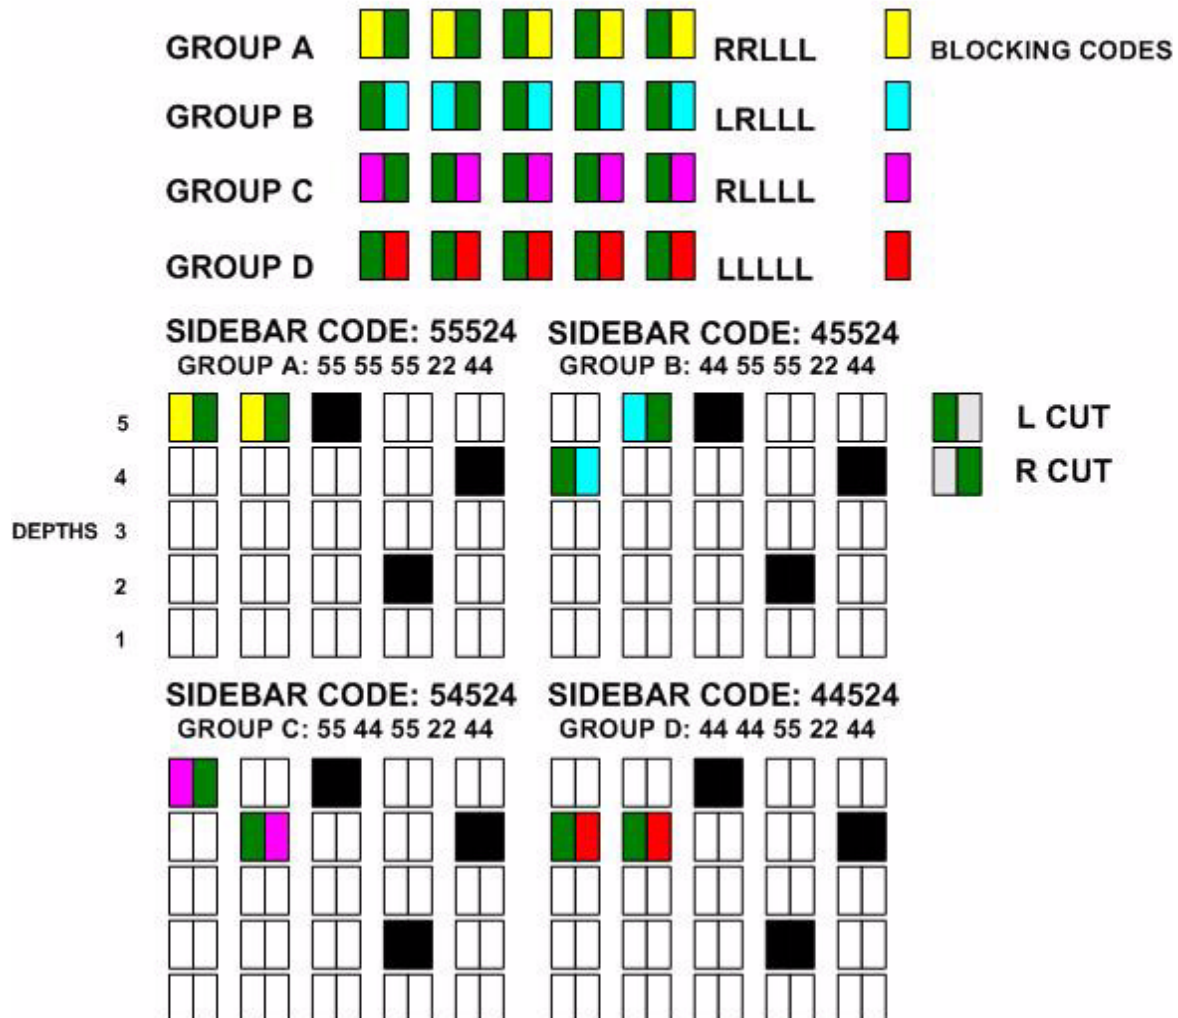 GROUP A RRLLL BLOCKING CODES
GROUP B LRLLL
GROUP C RLLLL
GROUP D LLLLL
SIDEBAR CODE: 55524 SIDEBAR CODE: 45524
GROUP A: 55 55 55 22 44 GROUP B: 44 55 55 22 44
5 L CUT
4 R CUT
DEPTHS 3
2
1
SIDEBAR CODE: 54524 SIDEBAR CODE: 44524
GROUP C: 55 44 55 22 44 GROUP D: 44 44 55 22 44